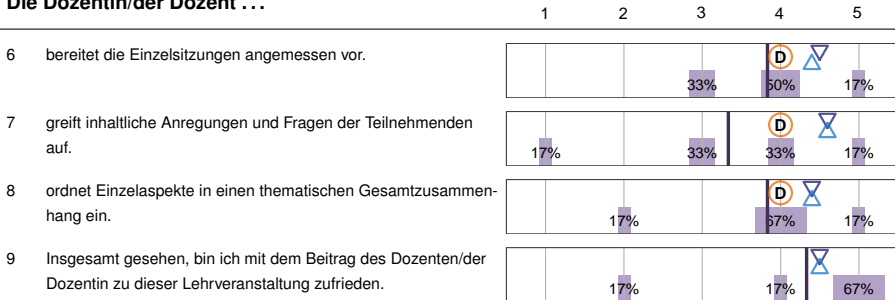 Die Dozentin/der Dozent . . .
1 2 3 4 5
6 bereitet die Einzelsitzungen angemessen vor.
D
33% 50% 17%
7 greift inhaltliche Anregungen und Fragen der Teilnehmenden
D
auf.
17% 33% 33% 17%
8 ordnet Einzelaspekte in einen thematischen Gesamtzusammen-
D
hang ein.
17% 67% 17%
9 Insgesamt gesehen, bin ich mit dem Beitrag des Dozenten/der
Dozentin zu dieser Lehrveranstaltung zufrieden.
17% 17% 67%